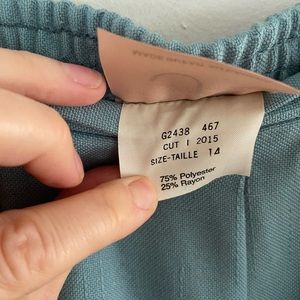 G2438 467
CUT I 2015
SIZE-TAILLE 14
75% Polyester
25% Rayon